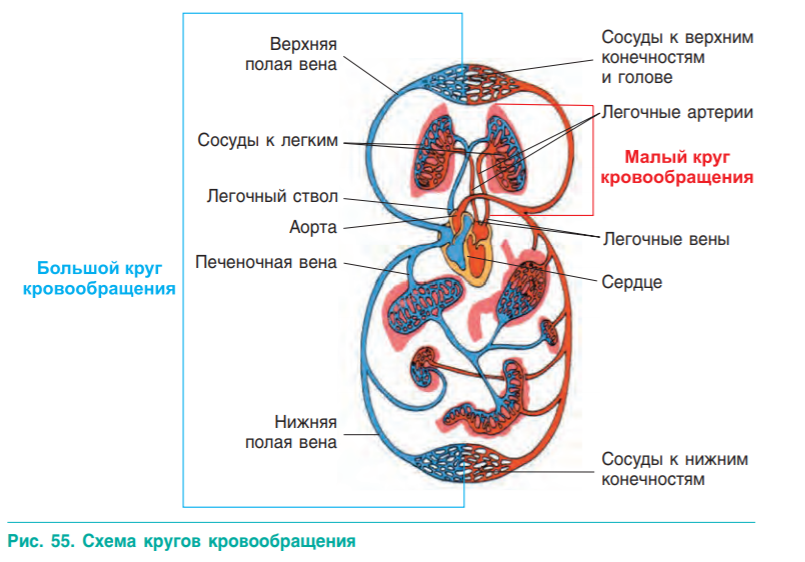 Верхняя
полая вена
Сосуды к верхним
конечностям
и голове
Легочные артерии
Сосуды к легким
Малый круг
кровообращения
Легочный ствол
Аорта
Легочные вены
Печеночная вена
Большой круг
кровообращения
Сердце
Нижняя
полая вена
Сосуды к нижним
конечностям
Рис. 55. Схема кругов кровообращения